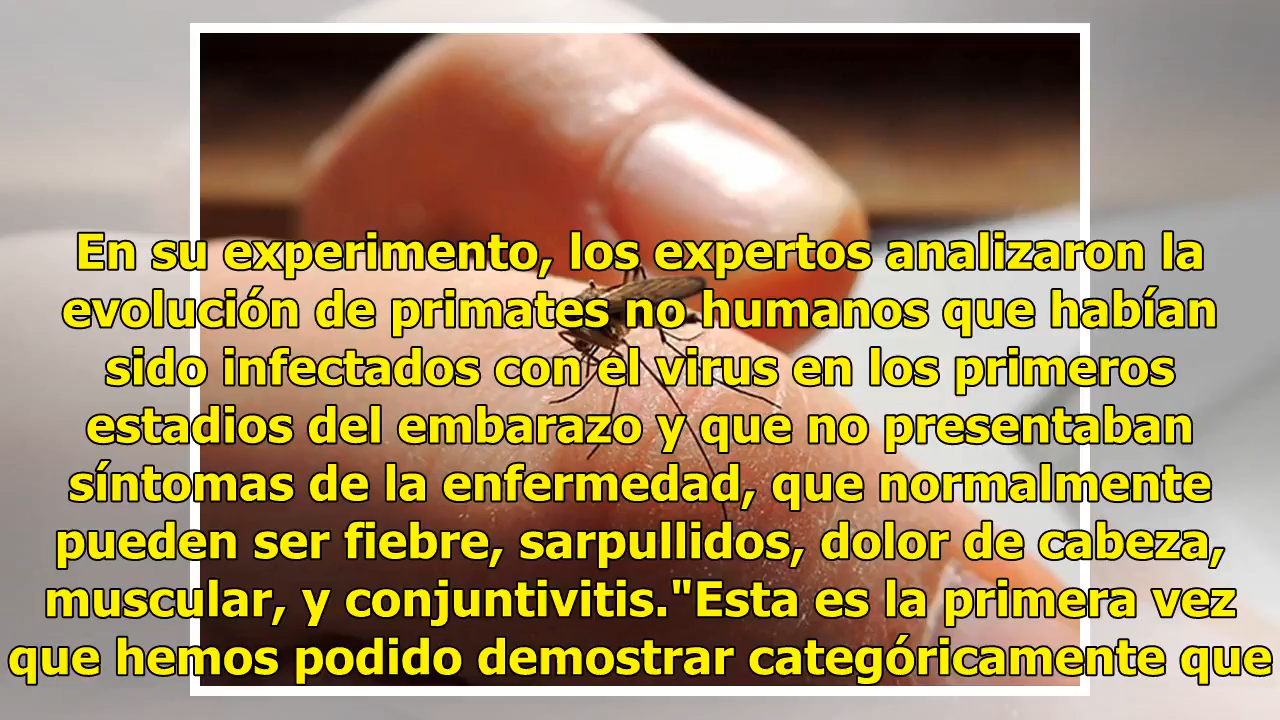 En su experimento, los expertos analizaron la
evolución de primates no humanos que habían
sido infectados con el virus en los primeros
estadios del embarazo y que no presentaban
síntomas de la enfermedad, que normalmente
pueden ser fiebre, sarpullidos, dolor de cabeza,
muscular, y conjuntivitis."Esta es la primera vez
que hemos podido demostrar categóricamente que